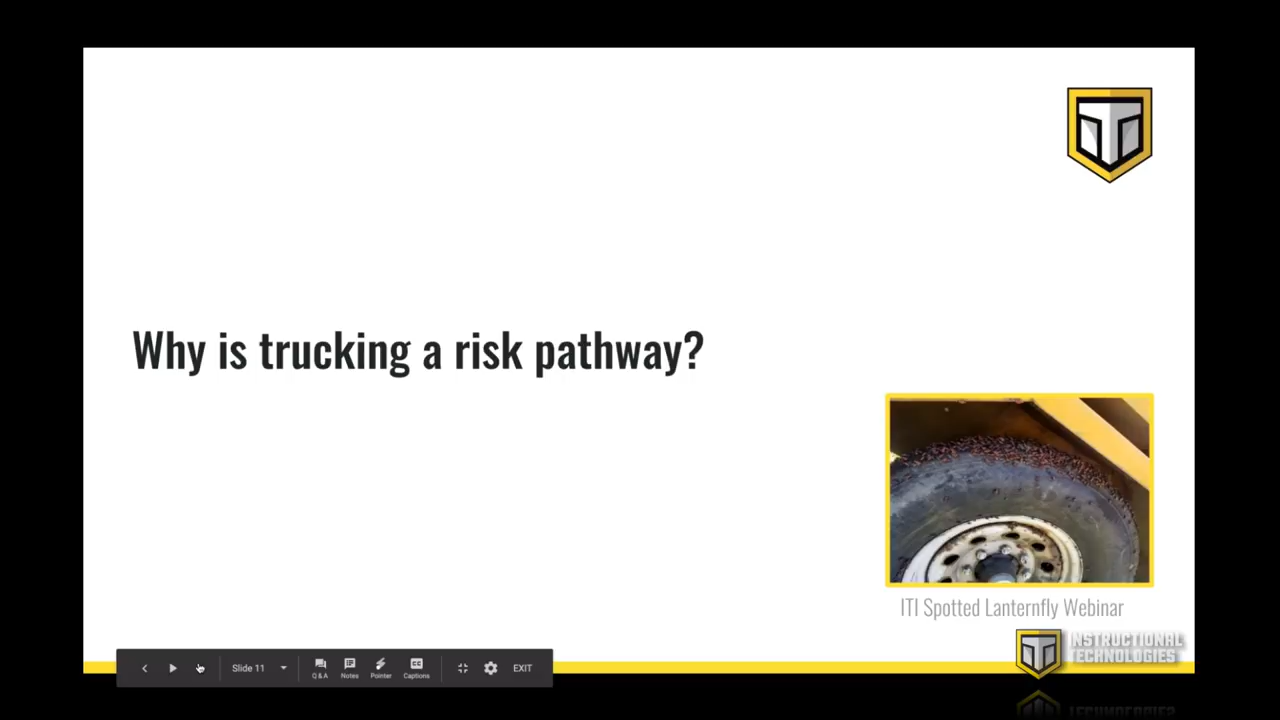 Why is trucking a risk pathway?
ITI Spotted Lanternfly Webinar
INSTRUCTIONAL
TECHNOLOGIES
Slide 11
Q & A
Notes
Pointer
Captions
EXIT